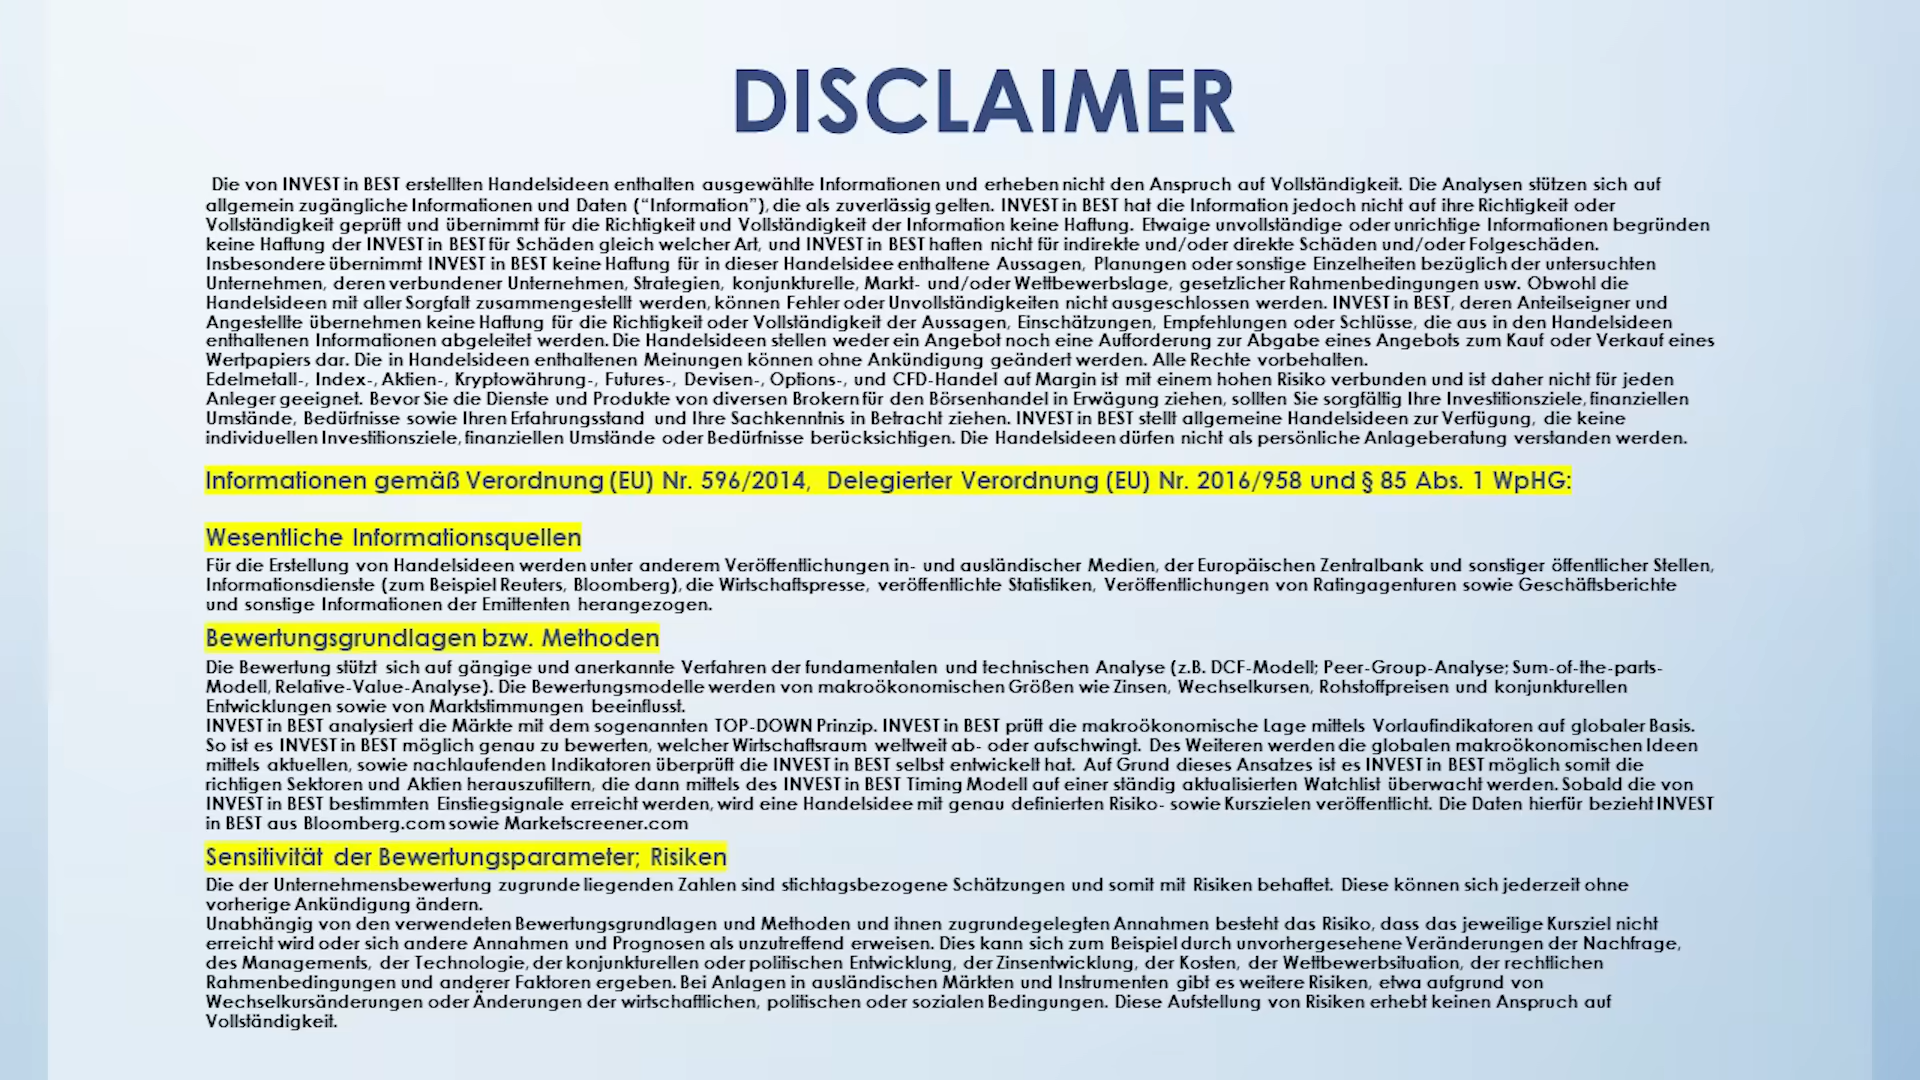 DISCLAIMER
Die von INVEST in BEST erstellten Handelsideen enthalten ausgewählte Informationen und erheben nicht den Anspruch auf Vollständigkeit. Die Analysen stützen sich auf
allgemein zugängliche Informationen und Daten (“Information”), die als zuverlässig gelten. INVEST in BEST hat die Information jedoch nicht auf ihre Richtigkeit oder
Vollständigkeit geprüft und übernimmt für die Richtigkeit und Vollständigkeit der Information keine Haftung. Etwaige unvollständige oder unrichtige Informationen begründen
keine Haftung der INVEST in BEST für Schäden gleich welcher Art, und INVEST in BEST haften nicht für indirekte und/oder direkte Schäden und/oder Folgeschäden.
Insbesondere übernimmt INVEST in BEST keine Haftung für in dieser Handelsidee enthaltene Aussagen, Planungen oder sonstige Einzelheiten bezüglich der untersuchten
Unternehmen, deren verbundener Unternehmen, Strategien, konjunkturelle, Markt- und/oder Wettbewerbslage, gesetzlicher Rahmenbedingungen usw. Obwohl die
Handelsideen mit aller Sorgfalt zusammengestellt werden, können Fehler oder Unvollständigkeiten nicht ausgeschlossen werden. INVEST in BEST, deren Anteilseigner und
Angestellte übernehmen keine Haftung für die Richtigkeit oder Vollständigkeit der Aussagen, Einschätzungen, Empfehlungen oder Schlüsse, die aus in den Handelsideen
enthaltenen Informationen abgeleitet werden. Die Handelsideen stellen weder ein Angebot noch eine Aufforderung zur Abgabe eines Angebots zum Kauf oder Verkauf eines
Wertpapiers dar. Die in Handelsideen enthaltenen Meinungen können ohne Ankündigung geändert werden. Alle Rechte vorbehalten.
Edelmetall-, Index-, Aktien-, Kryptowährung-, Futures-, Devisen-, Options-, und CFD-Handel auf Margin ist mit einem hohen Risiko verbunden und ist daher nicht für jeden
Anleger geeignet. Bevor Sie die Dienste und Produkte von diversen Brokern für den Börsenhandel in Erwägung ziehen, sollten Sie sorgfältig Ihre Investitionsziele, finanziellen
Umstände, Bedürfnisse sowie Ihren Erfahrungsstand und Ihre Sachkenntnis in Betracht ziehen. INVEST in BEST stellt allgemeine Handelsideen zur Verfügung, die keine
individuellen Investitionsziele, finanziellen Umstände oder Bedürfnisse berücksichtigen. Die Handelsideen dürfen nicht als persönliche Anlageberatung verstanden werden.
Informationen gemäß Verordnung (EU) Nr. 596/2014, Delegierter Verordnung (EU) Nr. 2016/958 und § 85 Abs. 1 WpHG:
Wesentliche Informationsquellen
Für die Erstellung von Handelsideen werden unter anderem Veröffentlichungen in- und ausländischer Medien, der Europäischen Zentralbank und sonstiger öffentlicher Stellen,
Informationsdienste (zum Beispiel Reuters, Bloomberg), die Wirtschaftspresse, veröffentlichte Statistiken, Veröffentlichungen von Ratingagenturen sowie Geschäftsberichte
und sonstige Informationen der Emittenten herangezogen.
Bewertungsgrundlagen bzw. Methoden
Die Bewertung stützt sich auf gängige und anerkannte Verfahren der fundamentalen und technischen Analyse (z.B. DCF-Modell; Peer-Group-Analyse; Sum-of-the-parts-
Modell, Relative-Value-Analyse). Die Bewertungsmodelle werden von makroökonomischen Größen wie Zinsen, Wechselkursen, Rohstoffpreisen und konjunkturellen
Entwicklungen sowie von Marktstimmungen beeinflusst.
INVEST in BEST analysiert die Märkte mit dem sogenannten TOP-DOWN Prinzip. INVEST in BEST prüft die makroökonomische Lage mittels Vorlaufindikatoren auf globaler Basis.
So ist es INVEST in BEST möglich genau zu bewerten, welcher Wirtschaftsraum weltweit ab- oder aufschwingt. Des Weiteren werden die globalen makroökonomischen Ideen
mittels aktuellen, sowie nachlaufenden Indikatoren überprüft die INVEST in BEST selbst entwickelt hat. Auf Grund dieses Ansatzes ist es INVEST in BEST möglich somit die
richtigen Sektoren und Aktien herauszufiltern, die dann mittels des INVEST in BEST Timing Modell auf einer ständig aktualisierten Watchlist überwacht werden. Sobald die von
INVEST in BEST bestimmten Einstiegsignale erreicht werden, wird eine Handelsidee mit genau definierten Risiko- sowie Kurszielen veröffentlicht. Die Daten hierfür bezieht INVEST
in BEST aus Bloomberg.com sowie Marketscreener.com
Sensitivität der Bewertungsparameter; Risiken
Die der Unternehmensbewertung zugrunde liegenden Zahlen sind stichtagsbezogene Schätzungen und somit mit Risiken behaftet. Diese können sich jederzeit ohne
vorherige Ankündigung ändern.
Unabhängig von den verwendeten Bewertungsgrundlagen und Methoden und ihnen zugrundegelegten Annahmen besteht das Risiko, dass das jeweilige Kursziel nicht
erreicht wird oder sich andere Annahmen und Prognosen als unzutreffend erweisen. Dies kann sich zum Beispiel durch unvorhergesehene Veränderungen der Nachfrage,
des Managements, der Technologie, der konjunkturellen oder politischen Entwicklung, der Zinsentwicklung, der Kosten, der Wettbewerbsituation, der rechtlichen
Rahmenbedingungen und anderer Faktoren ergeben. Bei Anlagen in ausländischen Märkten und Instrumenten gibt es weitere Risiken, etwa aufgrund von
Wechselkursänderungen oder Änderungen der wirtschaftlichen, politischen oder sozialen Bedingungen. Diese Aufstellung von Risiken erhebt keinen Anspruch auf
Vollständigkeit.